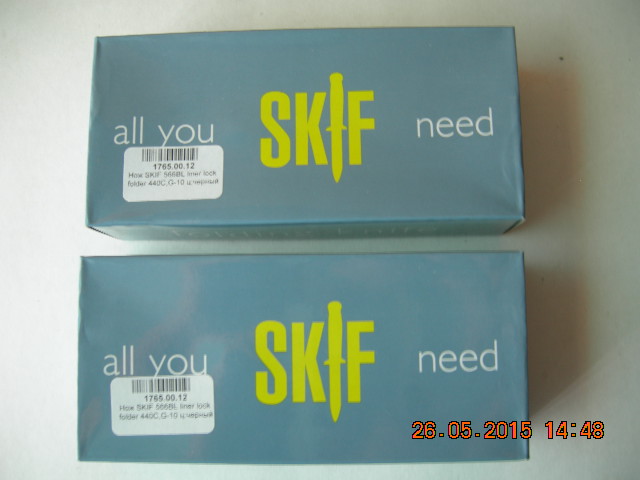 all you SKIF need
1765.00.12
Нож SKIF 566BL liner lock
folder 440C,G-10 ц:черный
all you SKIF need
1765.00.12
Нож SKIF 566BL liner lock
folder 440C,G-10 ц:черный
26.05.2015 14:48